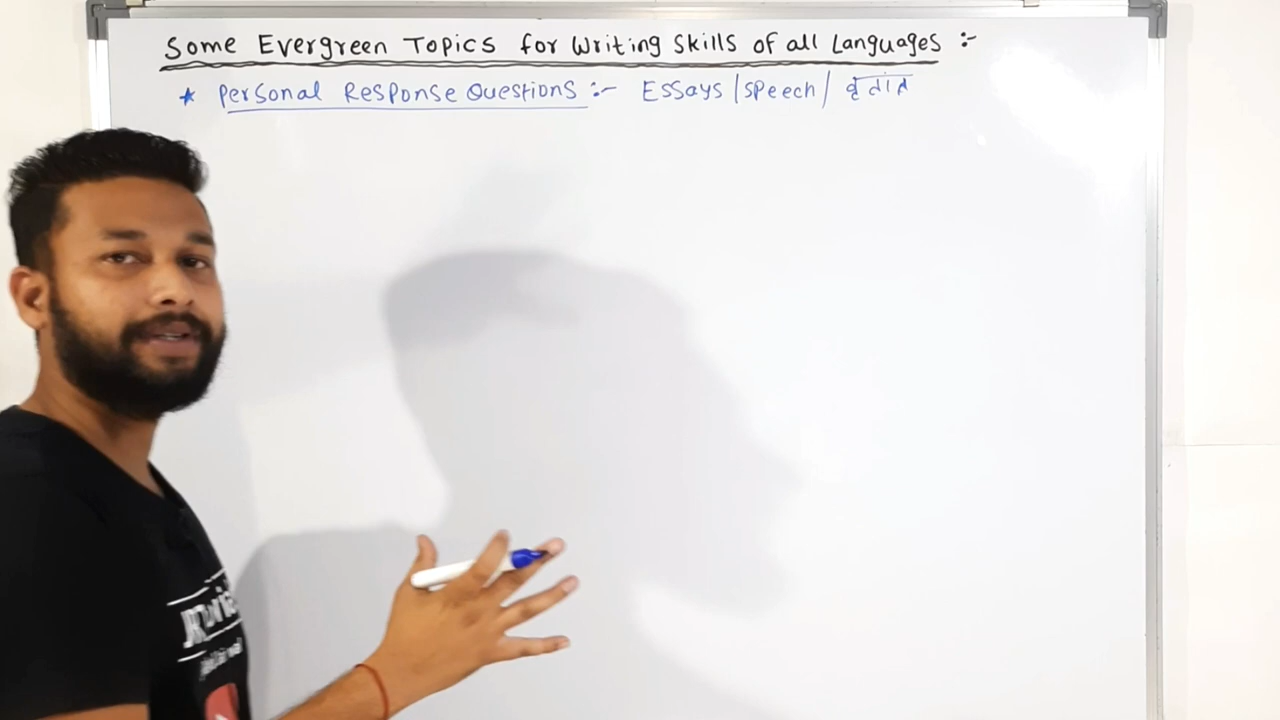 Some Evergreen Topics for Writing Skills of all Languages :-
* Personal Response Questions :- Essays / Speech / वृत्तांत